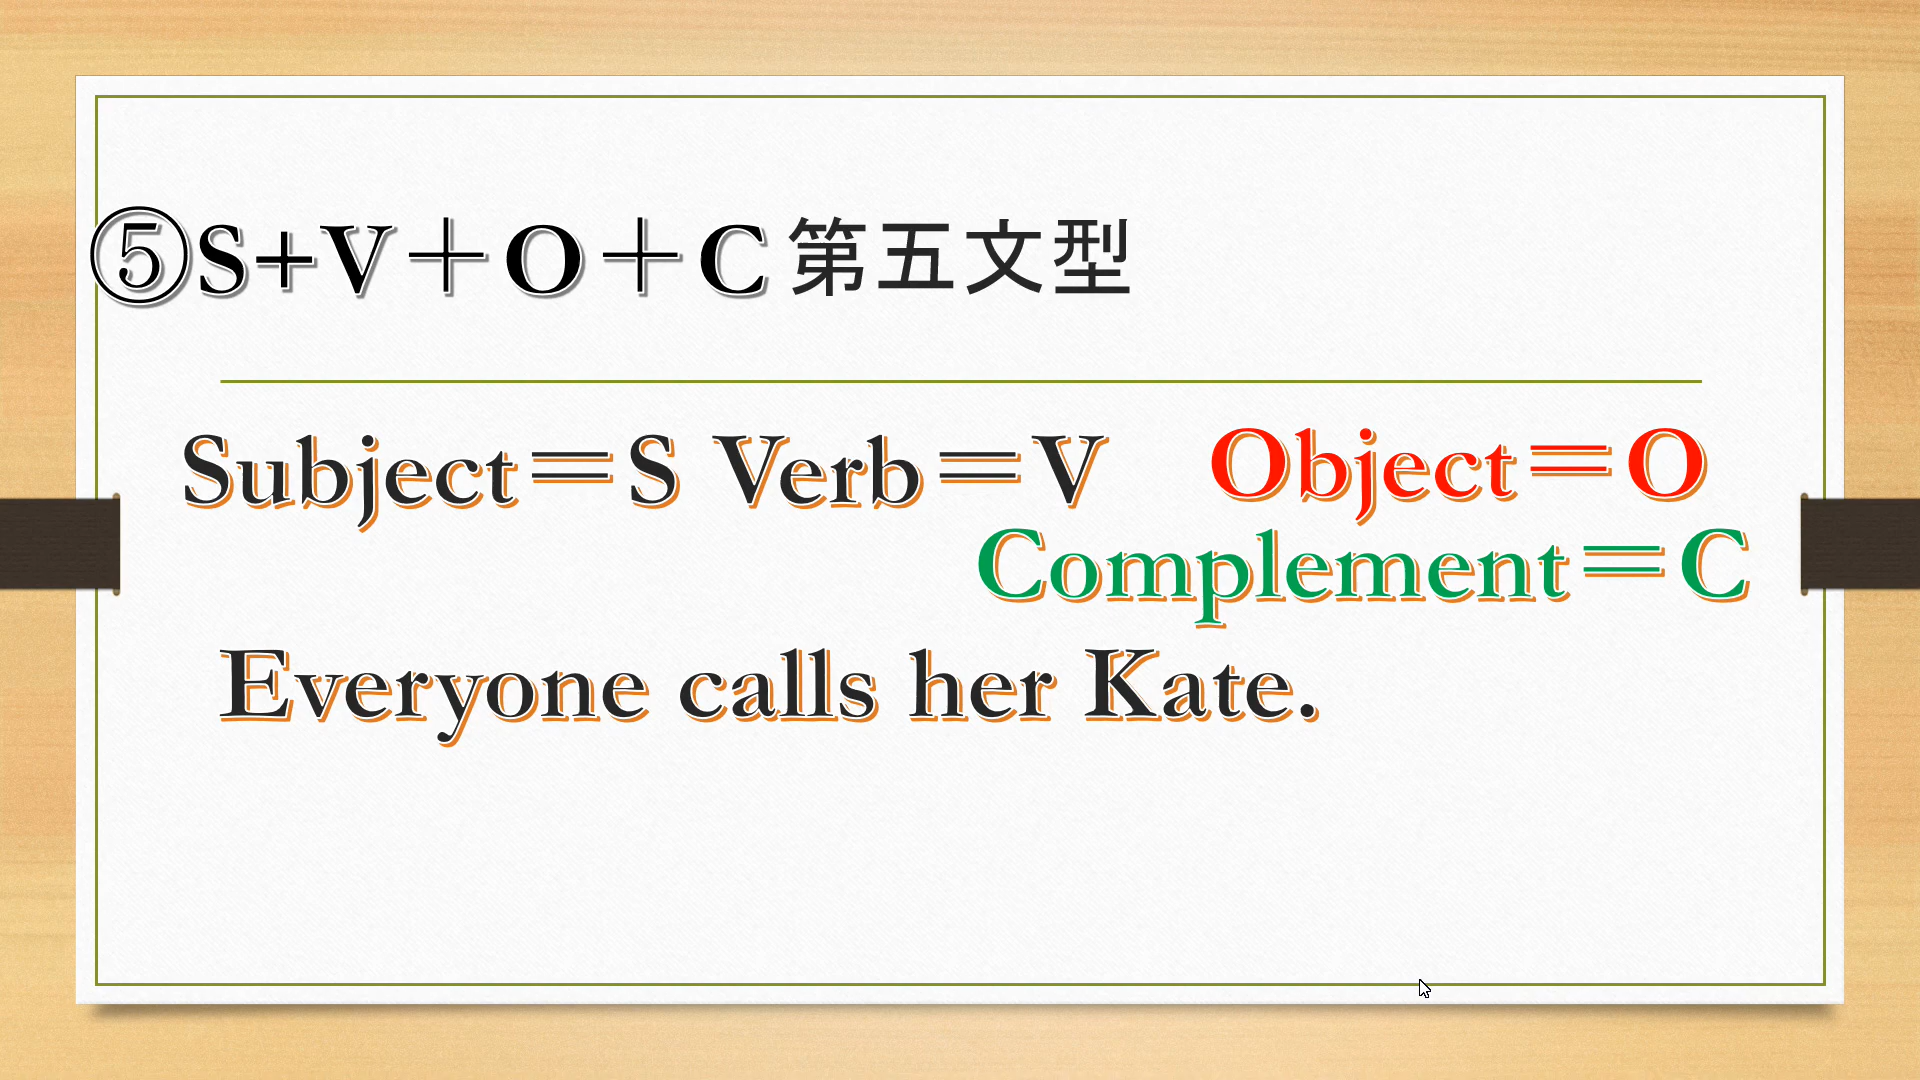 ⑤S+V＋O＋C 第五文型
Subject＝S Verb＝V　Object＝O
Complement＝C
Everyone calls her Kate.